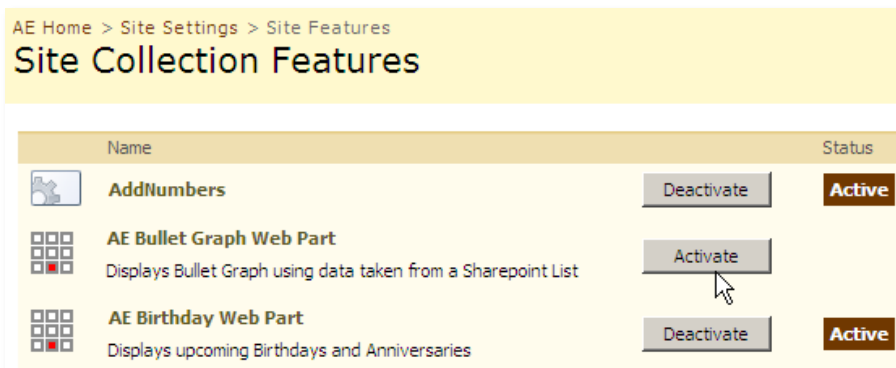 AE Home > Site Settings > Site Features
Site Collection Features
Name Status
AddNumbers Deactivate Active
AE Bullet Graph Web Part
Displays Bullet Graph using data taken from a Sharepoint List Activate
AE Birthday Web Part
Displays upcoming Birthdays and Anniversaries Deactivate Active